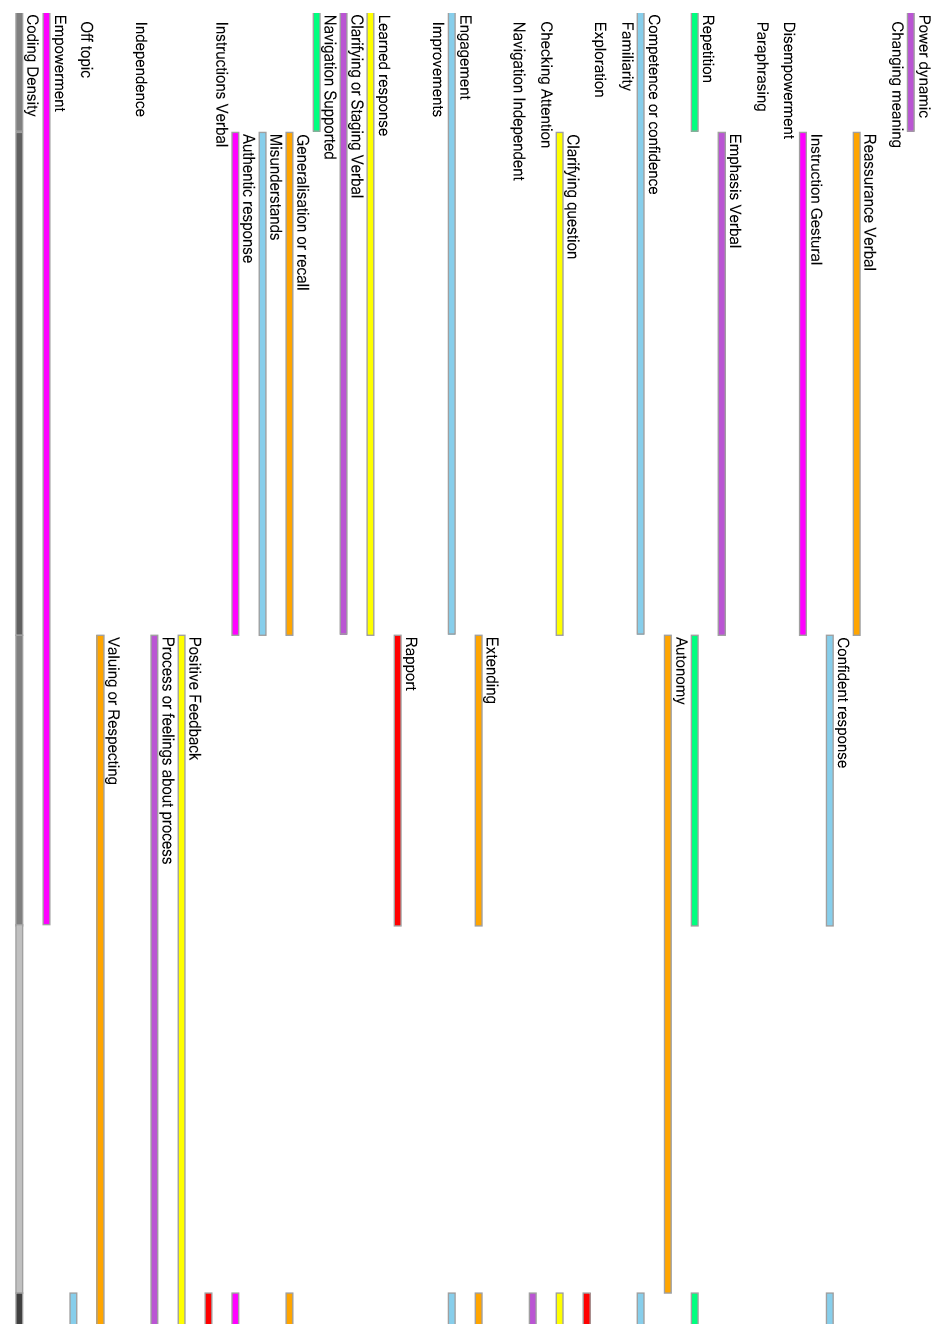 Power dynamic
Changing meaning
Reassurance Verbal
Confident response
Instruction Gestural
Disempowerment
Paraphrasing
Emphasis Verbal
Repetition
Autonomy
Competence or confidence
Familiarity
Exploration
Clarifying question
Checking Attention
Navigation Independent
Extending
Engagement
Improvements
Rapport
Learned response
Clarifying or Staging Verbal
Navigation Supported
Generalisation or recall
Misunderstands
Authentic response
Instructions Verbal
Positive Feedback
Process or feelings about process
Independence
Valuing or Respecting
Off topic
Empowerment
Coding Density